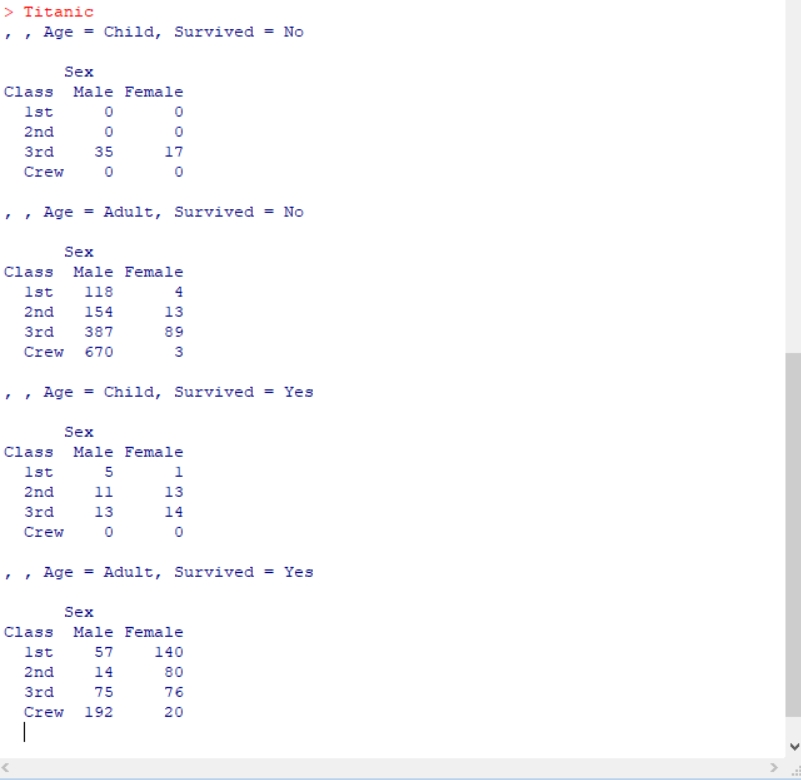 > Titanic
, , Age = Child, Survived = No

      Sex
Class  Male Female
  1st     0      0
  2nd     0      0
  3rd    35     17
  Crew    0      0

, , Age = Adult, Survived = No

      Sex
Class  Male Female
  1st   118      4
  2nd   154     13
  3rd   387     89
  Crew  670      3

, , Age = Child, Survived = Yes

      Sex
Class  Male Female
  1st     5      1
  2nd    11     13
  3rd    13     14
  Crew    0      0

, , Age = Adult, Survived = Yes

      Sex
Class  Male Female
  1st    57    140
  2nd    14     80
  3rd    75     76
  Crew  192     20